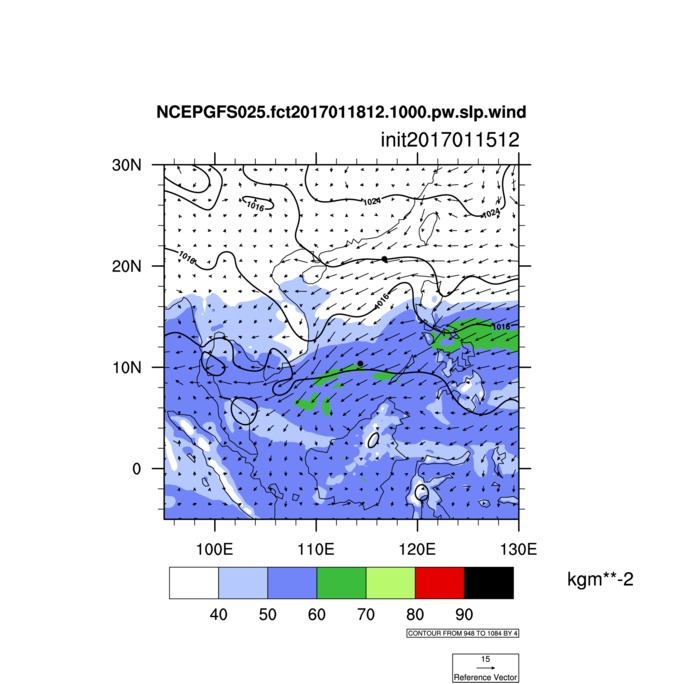 NCEPGFS025.fct2017011812.1000.pw.slp.wind
init2017011512
30N
20N
10N
0
100E 110E 120E 130E
1016
1024
1024
1016
1016
1016
40 50 60 70 80 90
kgm**-2
CONTOUR FROM 948 TO 1084 BY 4
15
Reference Vector